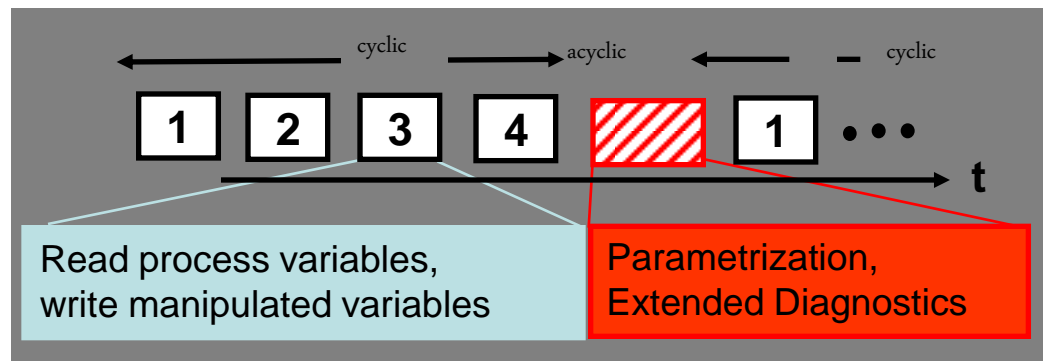 cyclic acyclic cyclic
1 2 3 4 1 •••
t
Read process variables,
write manipulated variables
Parametrization,
Extended Diagnostics